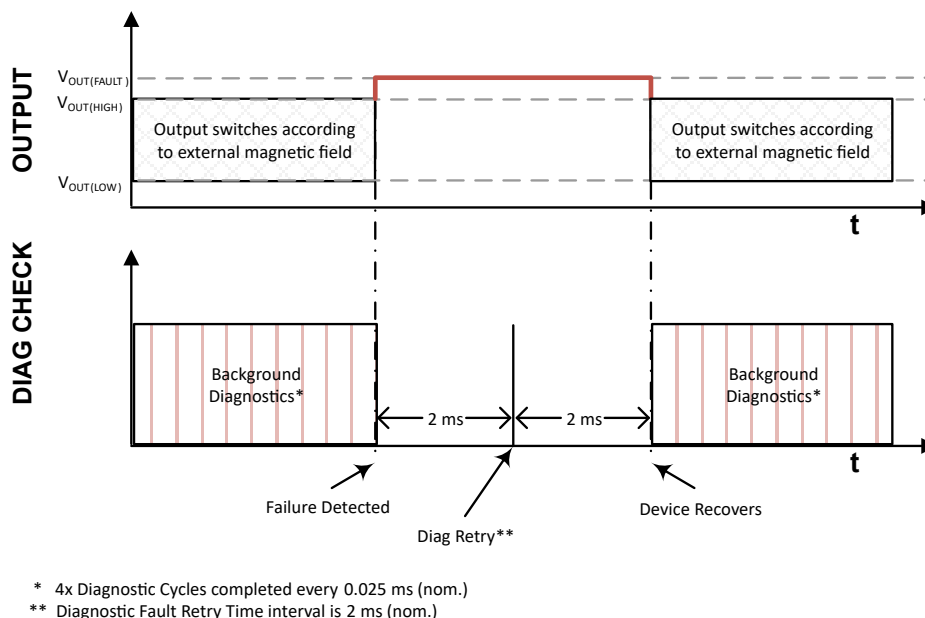 OUTPUT
VOUT(FAULT)
VOUT(HIGH)
VOUT(LOW)
Output switches according
to external magnetic field
Output switches according
to external magnetic field
t
DIAG CHECK
Background
Diagnostics*
2 ms
2 ms
Background
Diagnostics*
t
Failure Detected
Diag Retry**
Device Recovers
* 4x Diagnostic Cycles completed every 0.025 ms (nom.)
** Diagnostic Fault Retry Time interval is 2 ms (nom.)